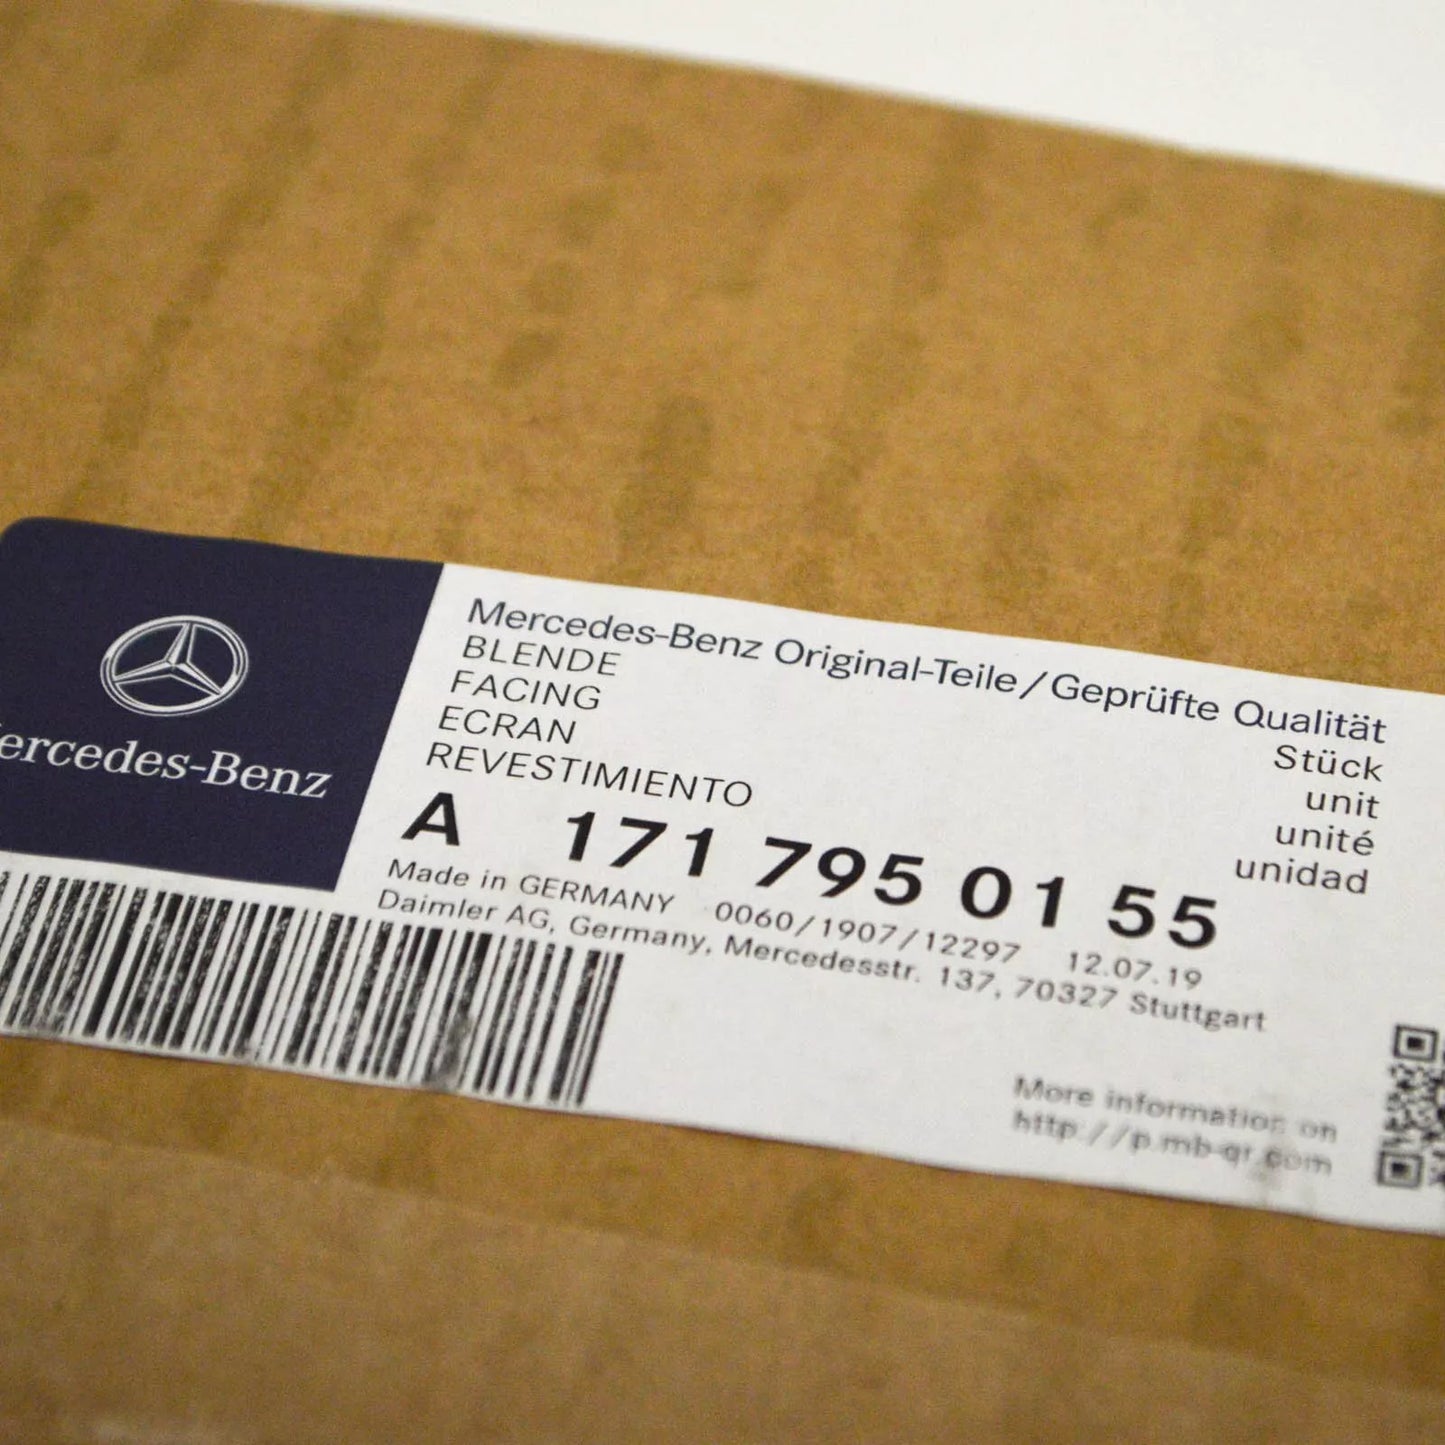 Mercedes-Benz
Mercedes-Benz Original-Teile/Geprüfte Qualität
BLENDE
FACING
ECRAN
REVESTIMIENTO
Stück
unit
unité
unidad
A 171 795 01 55
Made in GERMANY 0060/1907/12297 12.07.19
Daimler AG, Germany, Mercedesstr. 137, 70327 Stuttgart
More information on
http://p.mb-qr.com